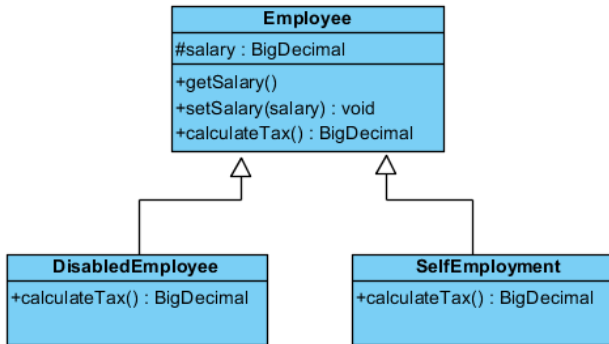 Employee
#salary : BigDecimal
+getSalary()
+setSalary(salary) : void
+calculateTax() : BigDecimal
DisabledEmployee
+calculateTax() : BigDecimal
SelfEmployment
+calculateTax() : BigDecimal